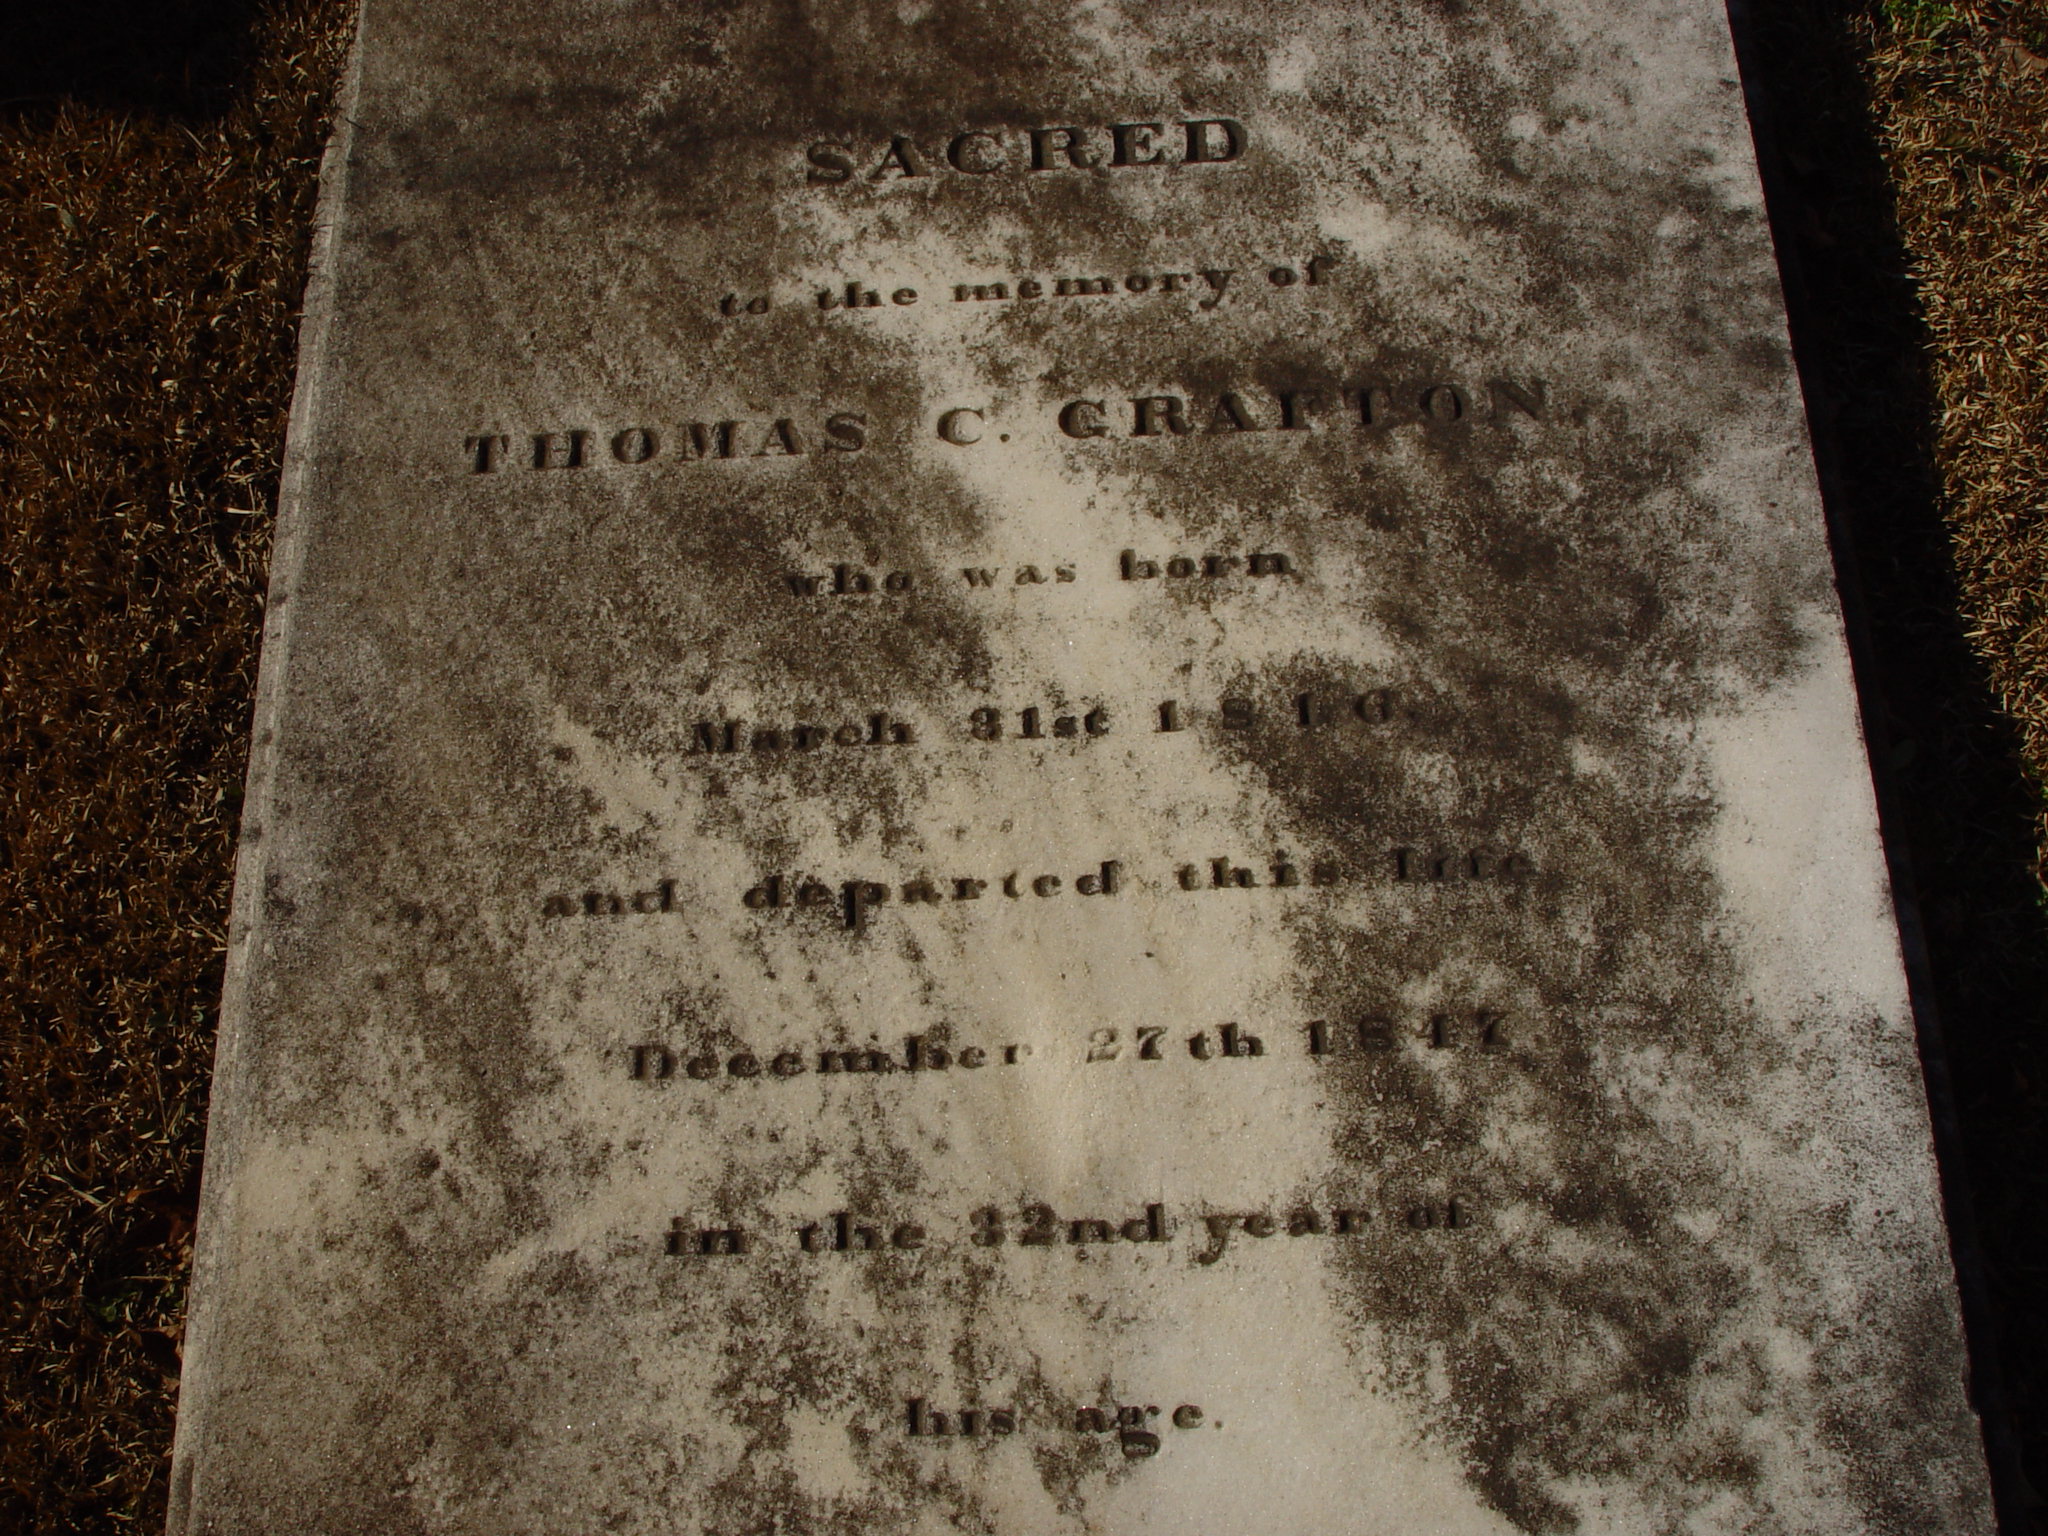 SACRED
to the memory of
THOMAS C. GRAFTON
who was born
March 31st 1816.
and departed this life
December 27th 1847
in the 32nd year of
his age.